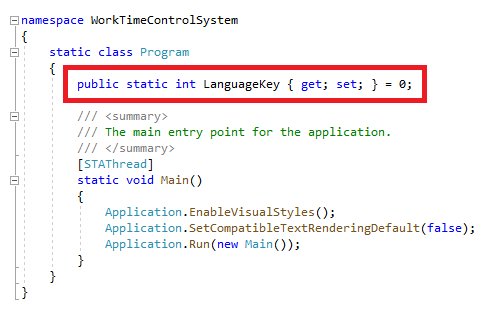 namespace WorkTimeControlSystem
{
static class Program
{
public static int LanguageKey { get; set; } = 0;
/// <summary>
/// The main entry point for the application.
/// </summary>
[STAThread]
static void Main()
{
Application.EnableVisualStyles();
Application.SetCompatibleTextRenderingDefault(false);
Application.Run(new Main());
}
}
}